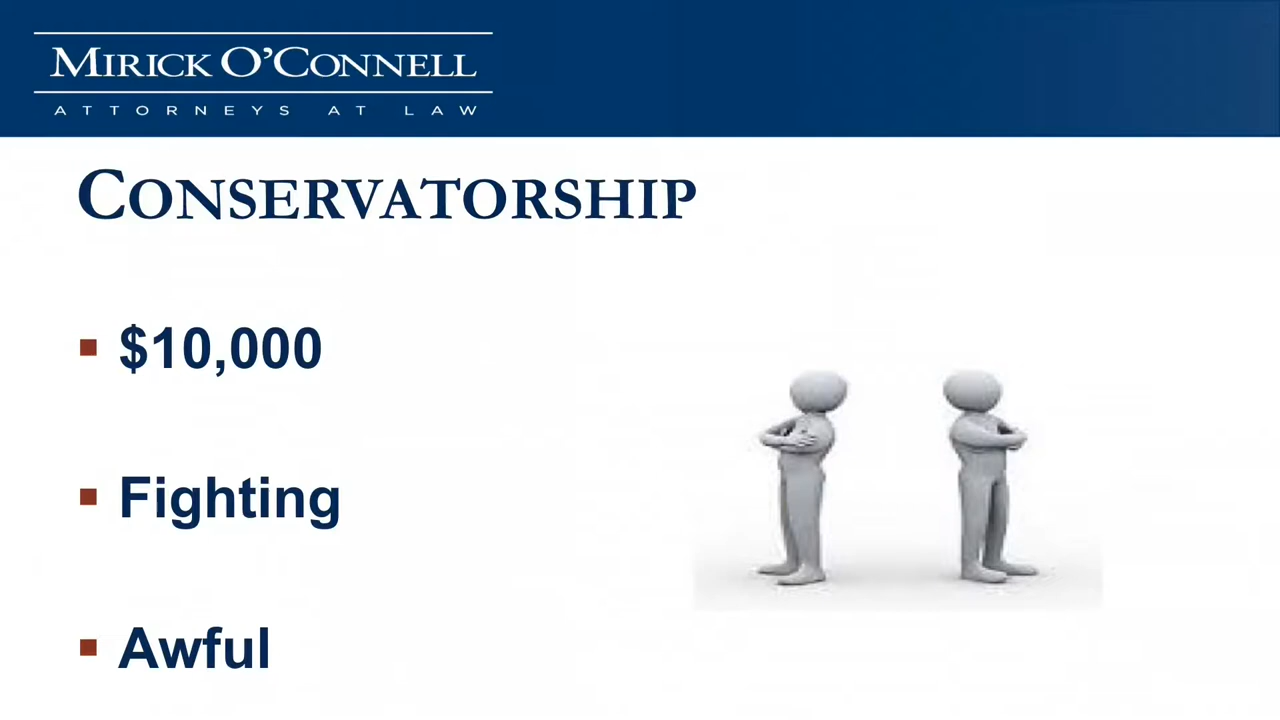 MIRICK O'CONNELL
ATTORNEYS AT LAW
CONSERVATORSHIP
$10,000
Fighting
Awful